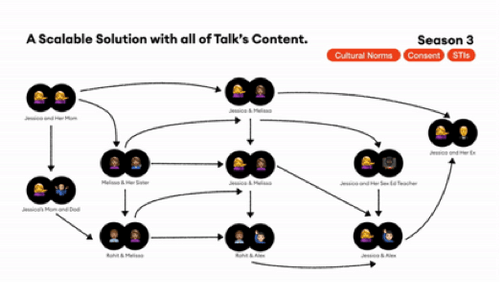 A Scalable Solution with all of Talk's Content.
Season 3
Cultural Norms
Consent
STIs
Jessica and Her Mom
Jessica & Melissa
Jessica and Her Ex
Melissa & Her Sister
Jessica & Melissa
Jessica and Her Sex Ed Teacher
Jessica's Mom and Dad
Rohit & Melissa
Rohit & Alex
Jessica & Alex